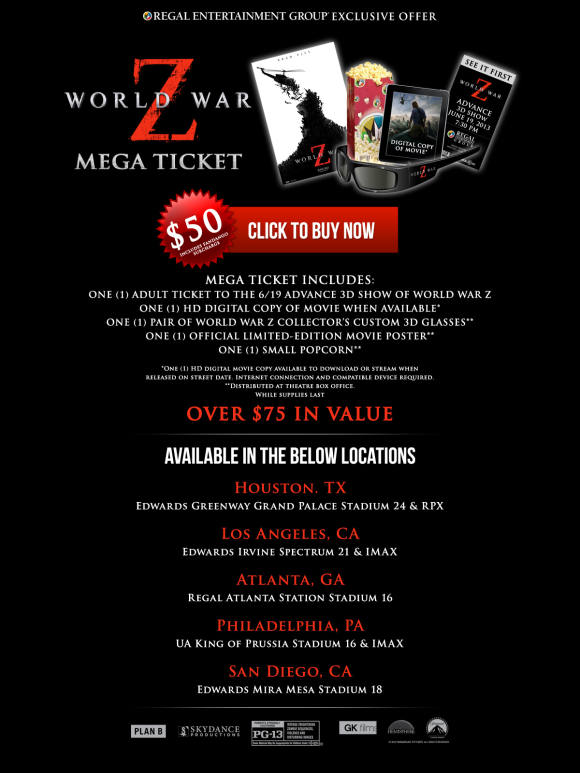 REGAL ENTERTAINMENT GROUP EXCLUSIVE OFFER
WORLD WAR Z
MEGA TICKET
WORLD WAR Z
DIGITAL COPY
OF MOVIE*
WORLD WAR Z
SEE IT FIRST
WORLD WAR Z
ADVANCE
3D SHOW
JUNE 19, 2013
7:30 PM
REGAL
$50
INCLUDES FANDANGO
SURCHARGE
CLICK TO BUY NOW
MEGA TICKET INCLUDES:
ONE (1) ADULT TICKET TO THE 6/19 ADVANCE 3D SHOW OF WORLD WAR Z
ONE (1) HD DIGITAL COPY OF MOVIE WHEN AVAILABLE*
ONE (1) PAIR OF WORLD WAR Z COLLECTOR'S CUSTOM 3D GLASSES**
ONE (1) OFFICIAL LIMITED-EDITION MOVIE POSTER**
ONE (1) SMALL POPCORN**
*ONE (1) HD DIGITAL MOVIE COPY AVAILABLE TO DOWNLOAD OR STREAM WHEN
RELEASED ON STREET DATE. INTERNET CONNECTION AND COMPATIBLE DEVICE REQUIRED.
**DISTRIBUTED AT THEATRE BOX OFFICE.
WHILE SUPPLIES LAST
OVER $75 IN VALUE
AVAILABLE IN THE BELOW LOCATIONS
HOUSTON, TX
EDWARDS GREENWAY GRAND PALACE STADIUM 24 & RPX
LOS ANGELES, CA
EDWARDS IRVINE SPECTRUM 21 & IMAX
ATLANTA, GA
REGAL ATLANTA STATION STADIUM 16
PHILADELPHIA, PA
UA KING OF PRUSSIA STADIUM 16 & IMAX
SAN DIEGO, CA
EDWARDS MIRA MESA STADIUM 18
PLAN B
SKYDANCE
PRODUCTIONS
PG-13
GK films
HEMISPHERE